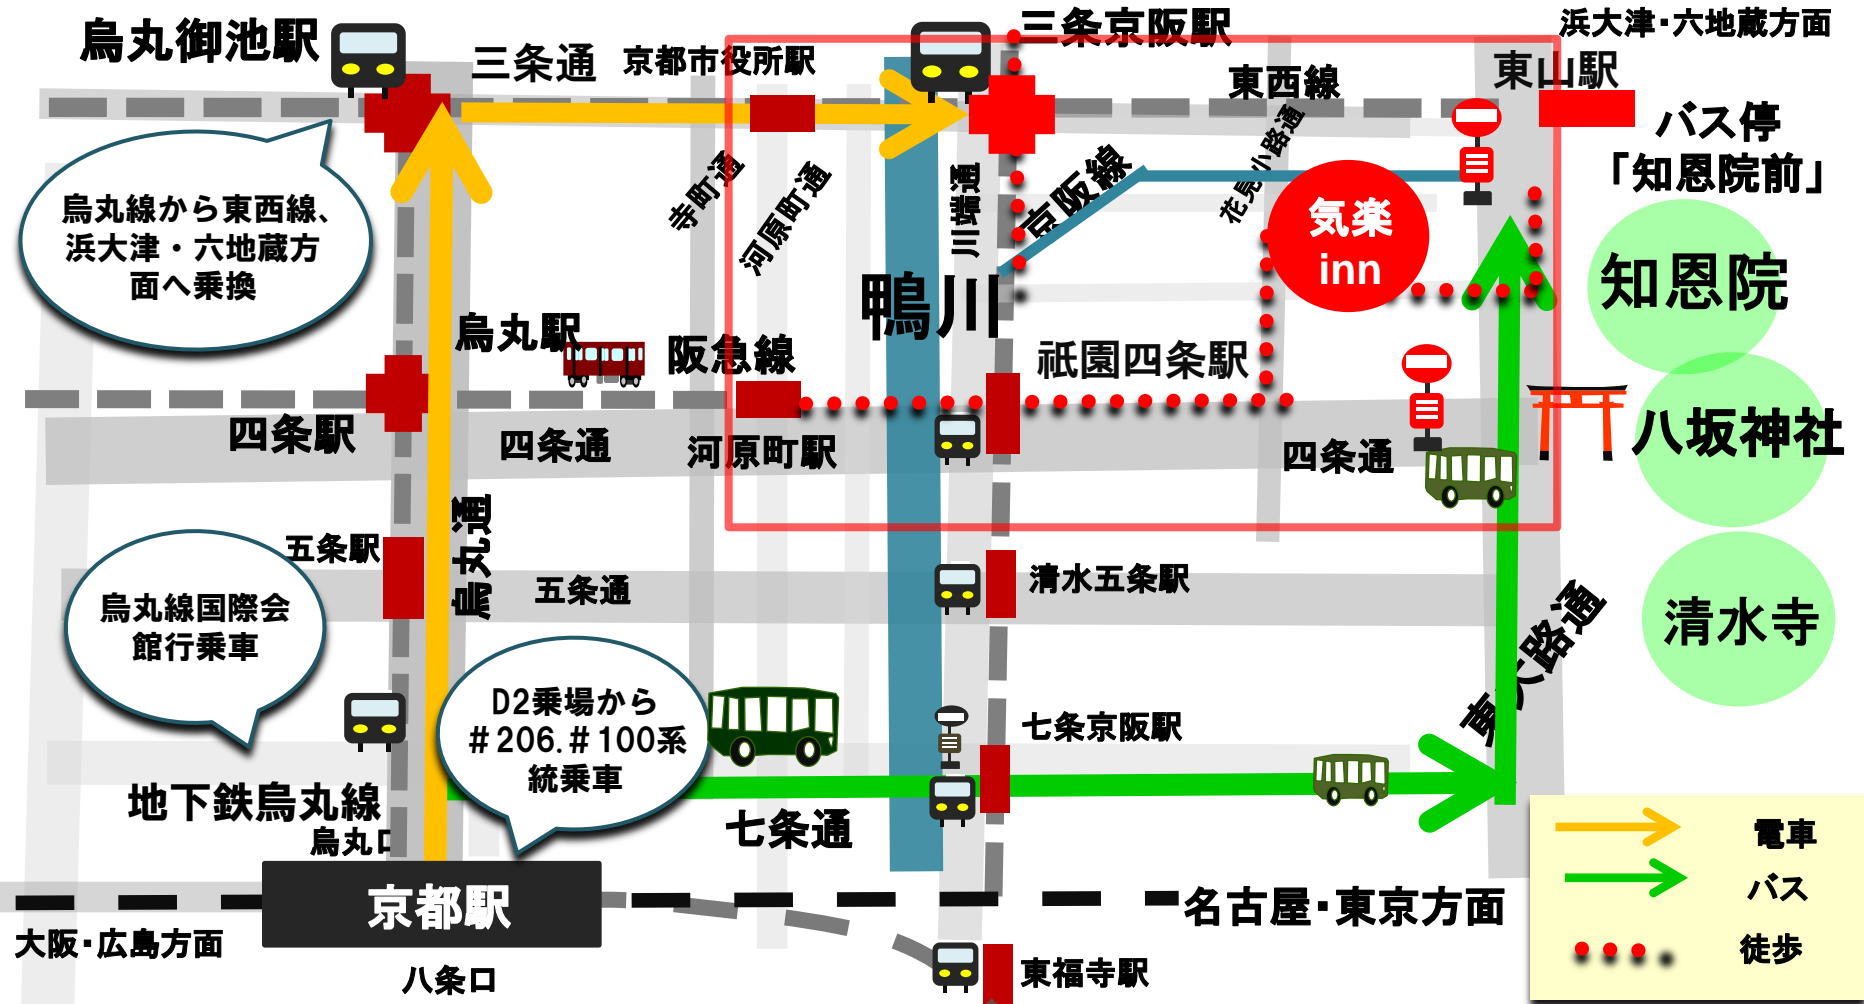 烏丸御池駅
三条通
京都市役所駅
三条京阪駅
浜大津・六地蔵方面
東西線
東山駅
バス停
「知恩院前」
寺町通
河原町通
川端通
京阪線
花見小路通
烏丸線から東西線、
浜大津・六地蔵方
面へ乗換
気楽
inn
知恩院
鴨川
烏丸駅
阪急線
祇園四条駅
四条駅
四条通
河原町駅
四条通
八坂神社
烏丸通
五条駅
五条通
清水五条駅
清水寺
東大路通
烏丸線国際会
館行乗車
D2乗場から
#206.#100系
統乗車
七条京阪駅
地下鉄烏丸線
烏丸口
七条通
京都駅
名古屋・東京方面
大阪・広島方面
八条口
東福寺駅
電車
バス
徒歩